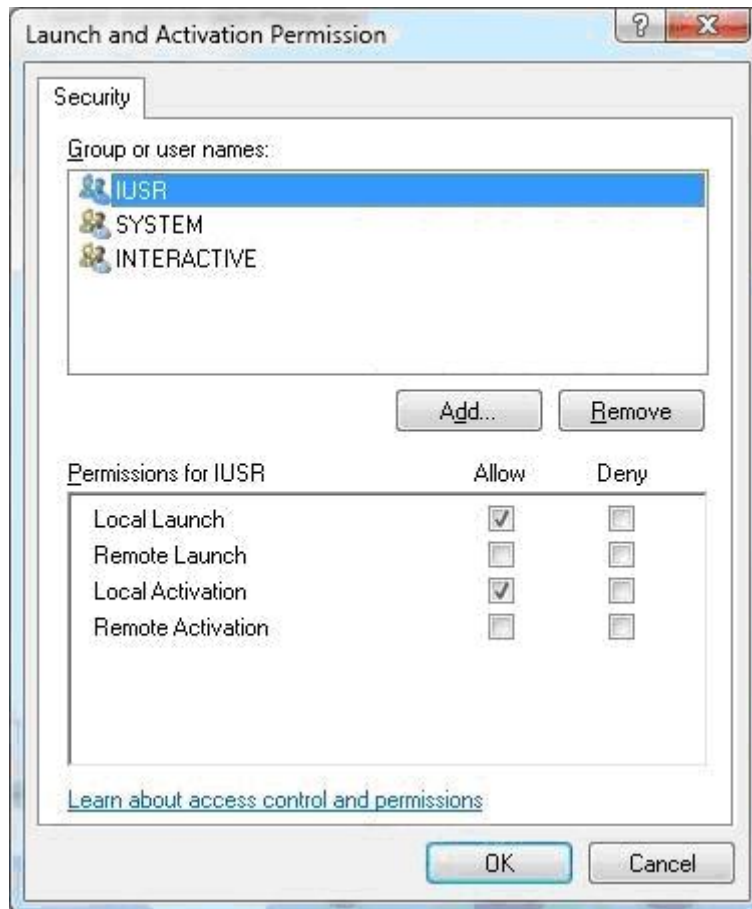 Launch and Activation Permission
Security
Group or user names:
IUSR
SYSTEM
INTERACTIVE
Add...
Remove
Permissions for IUSR Allow Deny
Local Launch
Remote Launch
Local Activation
Remote Activation
Learn about access control and permissions
OK
Cancel